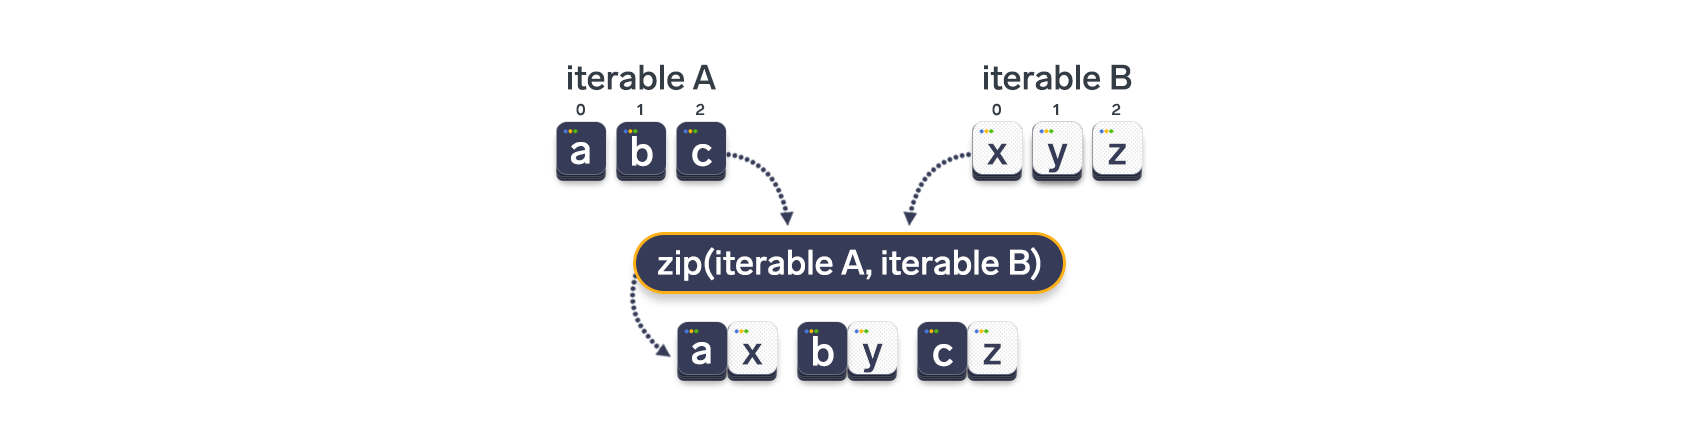 iterable A
0 1 2
a b c
iterable B
0 1 2
x y z
zip(iterable A, iterable B)
a x b y c z